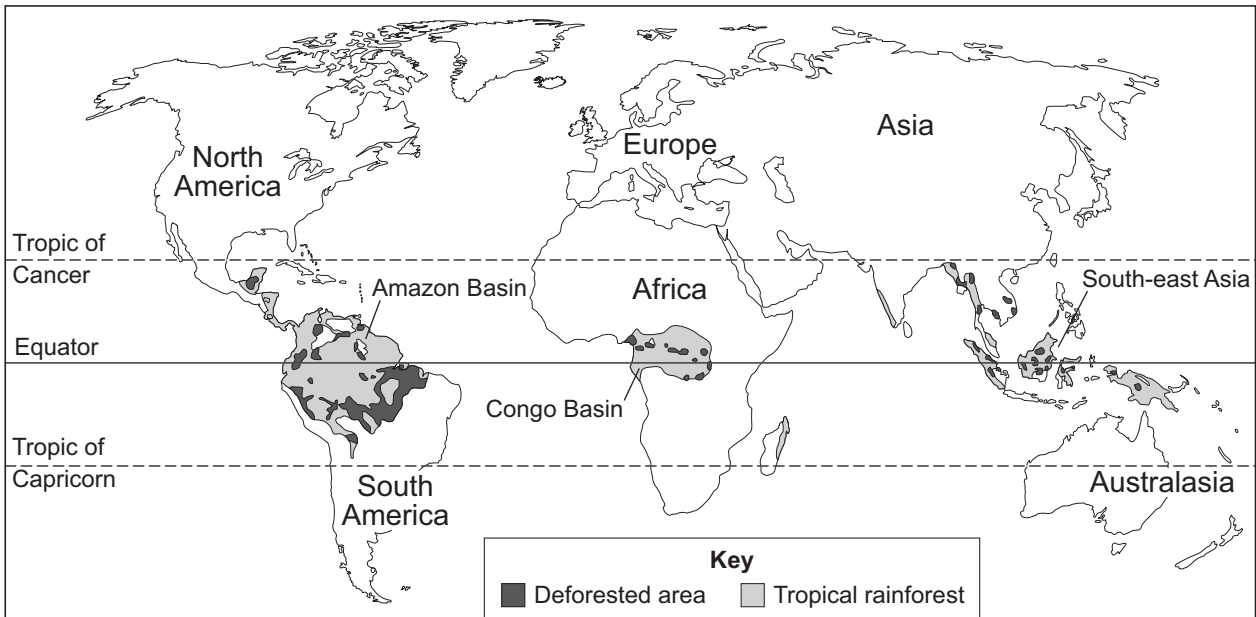 North
America
Europe
Asia
Tropic of
Cancer
Amazon Basin
Africa
South-east Asia
Equator
Congo Basin
Tropic of
Capricorn
South
America
Australasia
Key
Deforested area
Tropical rainforest